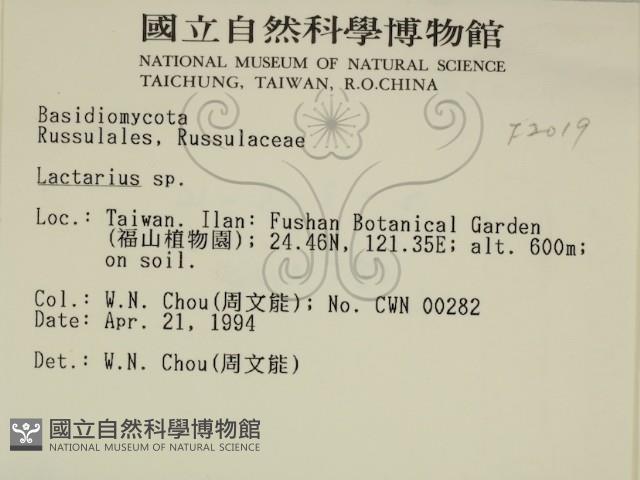 國立自然科學博物館
NATIONAL MUSEUM OF NATURAL SCIENCE
TAICHUNG, TAIWAN, R.O.CHINA
Basidiomycota
Russulales, Russulaceae
F2019
Lactarius sp.
Loc.: Taiwan. Ilan: Fushan Botanical Garden
(福山植物園); 24.46N, 121.35E; alt. 600m;
on soil.
Col.: W.N. Chou(周文能); No. CWN 00282
Date: Apr. 21, 1994
Det.: W.N. Chou(周文能)
國立自然科學博物館
NATIONAL MUSEUM OF NATURAL SCIENCE